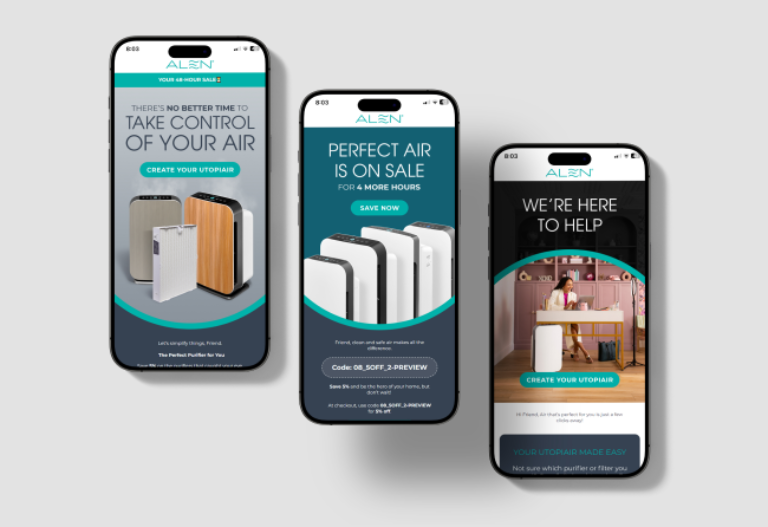 8:03
ALEN
YOUR 48-HOUR SALE
THERE'S NO BETTER TIME TO
TAKE CONTROL
OF YOUR AIR
CREATE YOUR UTOPIAIR
Let's simplify things, Friend.
The Perfect Purifier for You
8:03
ALEN
PERFECT AIR
IS ON SALE
FOR 4 MORE HOURS
SAVE NOW
Friend, clean and safe air makes all the
difference.
Code: 08_5OFF_2-PREVIEW
Save 5% and be the hero of your home, but
don't wait!
At checkout, use code 08_5OFF_2-PREVIEW
for 5% off
8:03
ALEN
WE'RE HERE
TO HELP
CREATE YOUR UTOPIAIR
Hi Friend, Air that's perfect for you is just a few
clicks away!
YOUR UTOPIAIR MADE EASY
Not sure which purifier or filter you